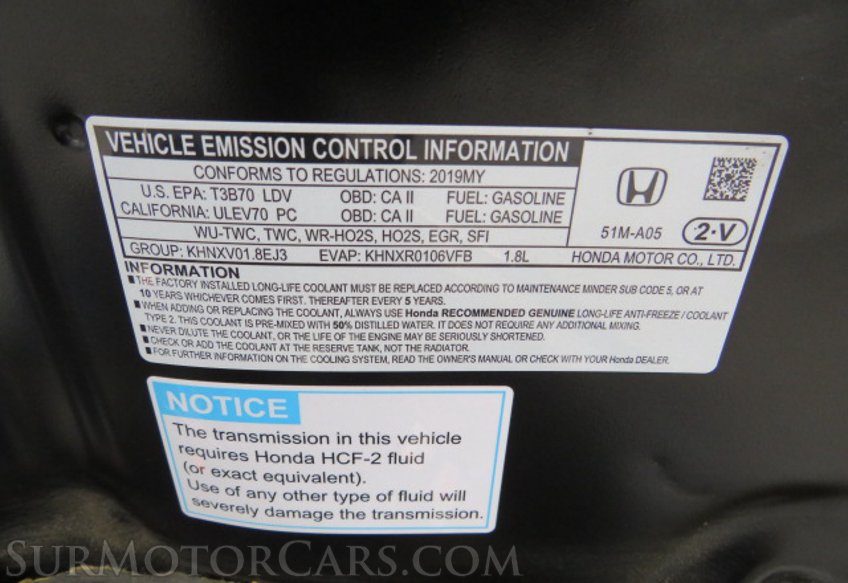 VEHICLE EMISSION CONTROL INFORMATION
CONFORMS TO REGULATIONS: 2019MY
U.S. EPA: T3B70 LDV OBD: CA II FUEL: GASOLINE
CALIFORNIA: ULEV70 PC OBD: CA II FUEL: GASOLINE
WU-TWC, TWC, WR-HO2S, HO2S, EGR, SFI
51M-A05 2·V
GROUP: KHNXV01.8EJ3 EVAP: KHNXR0106VFB 1.8L HONDA MOTOR CO., LTD.
INFORMATION
■THE FACTORY INSTALLED LONG-LIFE COOLANT MUST BE REPLACED ACCORDING TO MAINTENANCE MINDER SUB CODE 5, OR AT
10 YEARS WHICHEVER COMES FIRST. THEREAFTER EVERY 5 YEARS.
■WHEN ADDING OR REPLACING THE COOLANT, ALWAYS USE Honda RECOMMENDED GENUINE LONG-LIFE ANTI-FREEZE / COOLANT
TYPE 2. THIS COOLANT IS PRE-MIXED WITH 50% DISTILLED WATER. IT DOES NOT REQUIRE ANY ADDITIONAL MIXING.
■NEVER DILUTE THE COOLANT, OR THE LIFE OF THE ENGINE MAY BE SERIOUSLY SHORTENED.
■CHECK OR ADD THE COOLANT AT THE RESERVE TANK, NOT THE RADIATOR.
■FOR FURTHER INFORMATION ON THE COOLING SYSTEM, READ THE OWNER'S MANUAL OR CHECK WITH YOUR Honda DEALER.
NOTICE
The transmission in this vehicle
requires Honda HCF-2 fluid
(or exact equivalent).
Use of any other type of fluid will
severely damage the transmission.
SURMOTORCARS.COM